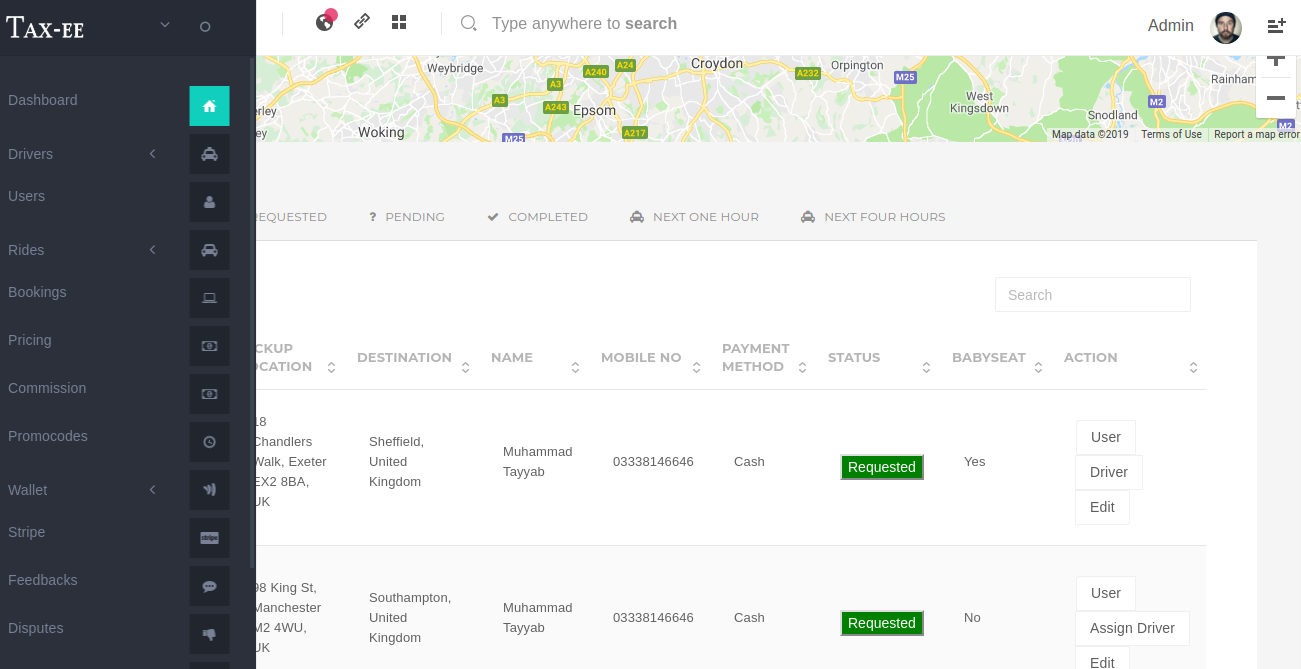 Tax-ee
Type anywhere to search
Admin
Dashboard
Drivers
Users
Rides
Bookings
Pricing
Commission
Promocodes
Wallet
Stripe
stripe
Feedbacks
Disputes
Weybridge
A240
A24
Croydon
A232
Orpington
M25
A3
A3
A243
Epsom
Woking
M25
A217
West
Kingsdown
M2
Snodland
Rainham
M2
Map data ©2019
Terms of Use
Report a map error
EQUESTED
? PENDING
COMPLETED
NEXT ONE HOUR
NEXT FOUR HOURS
Search
CKUP
OCATION
DESTINATION
NAME
MOBILE NO
PAYMENT
METHOD
STATUS
BABYSEAT
ACTION
18
Chandlers
Walk, Exeter
EX2 8BA,
UK
Sheffield,
United
Kingdom
Muhammad
Tayyab
03338146646
Cash
Requested
Yes
User
Driver
Edit
98 King St,
Manchester
M2 4WU,
UK
Southampton,
United
Kingdom
Muhammad
Tayyab
03338146646
Cash
Requested
No
User
Assign Driver
Edit